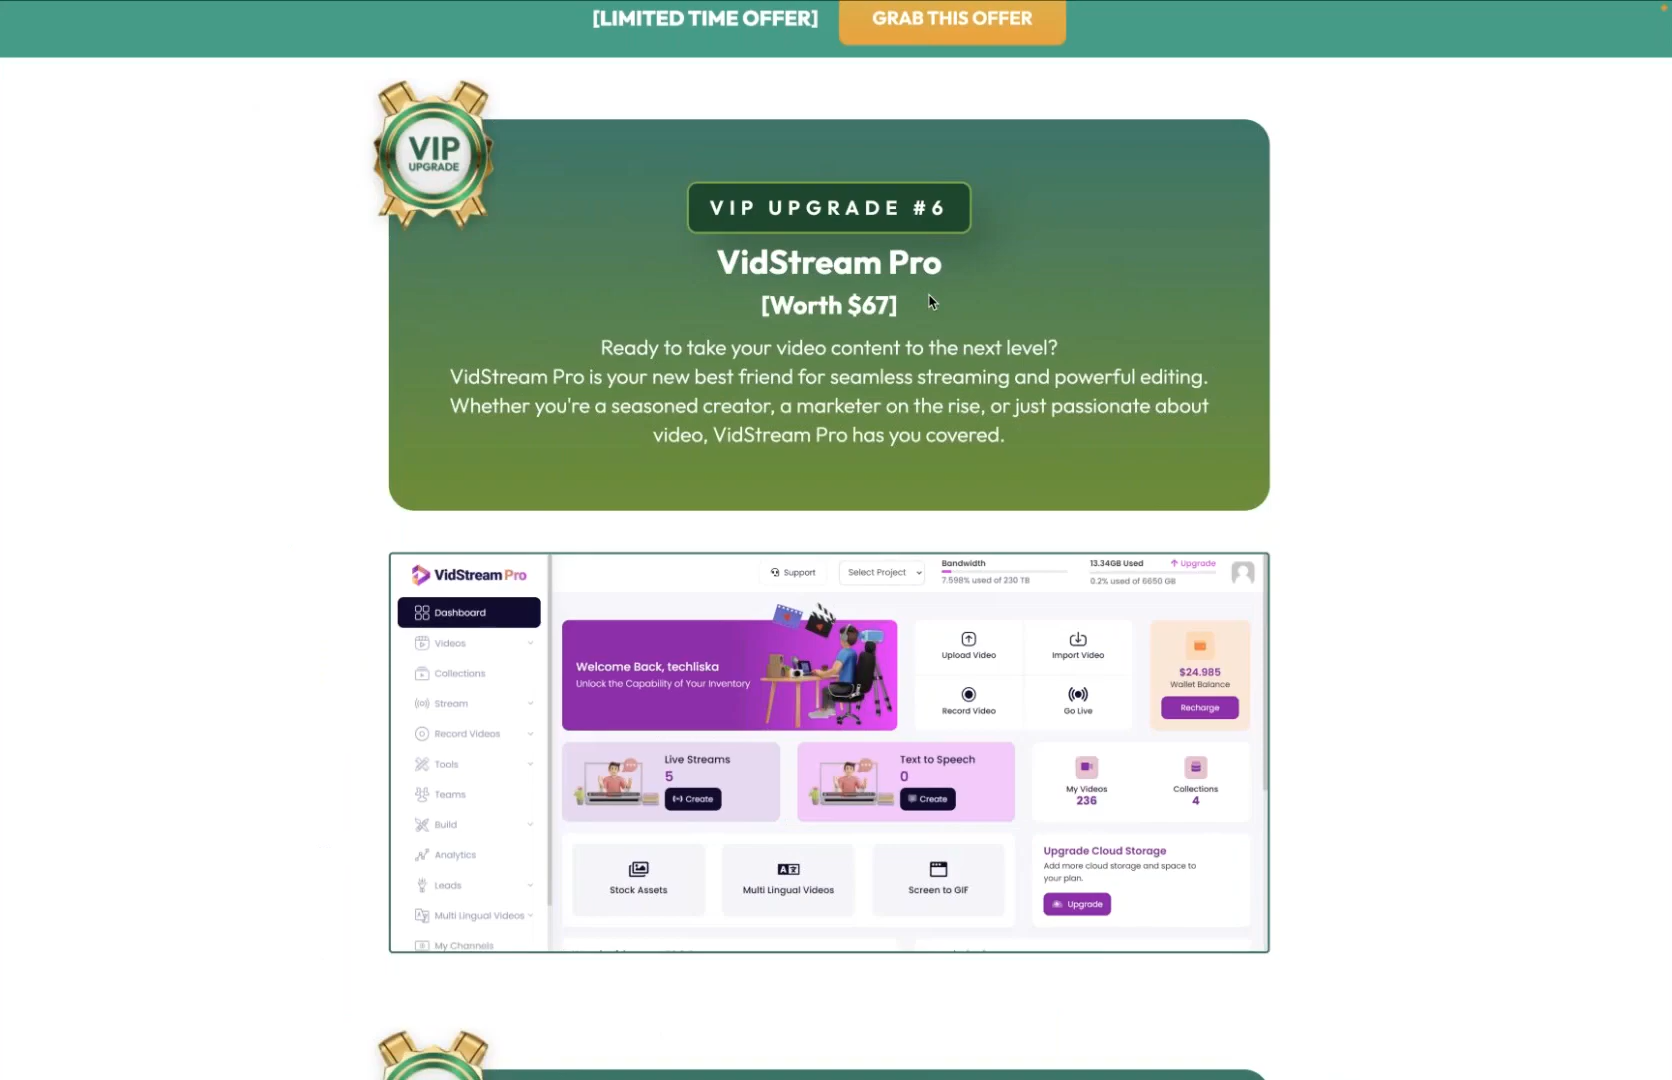 [LIMITED TIME OFFER]
GRAB THIS OFFER
VIP
UPGRADE
VIP UPGRADE #6
VidStream Pro
[Worth $67]
Ready to take your video content to the next level?
VidStream Pro is your new best friend for seamless streaming and powerful editing.
Whether you're a seasoned creator, a marketer on the rise, or just passionate about
video, VidStream Pro has you covered.
VidStream Pro
Support
Select Project
Bandwidth
7.598% used of 230 TB
13.34GB Used
Upgrade
0.2% used of 6650 GB
Dashboard
Videos
Collections
Stream
Record Videos
Tools
Teams
Build
Analytics
Leads
Multi Lingual Videos
My Channels
Welcome Back, techliska
Unlock the Capability of Your Inventory
Upload Video
Import Video
Record Video
Go Live
$24.985
Wallet Balance
Recharge
Live Streams
5
Create
Text to Speech
0
Create
My Videos
236
Collections
4
Stock Assets
Multi Lingual Videos
Screen to GIF
Upgrade Cloud Storage
Add more cloud storage and space to
your plan.
Upgrade